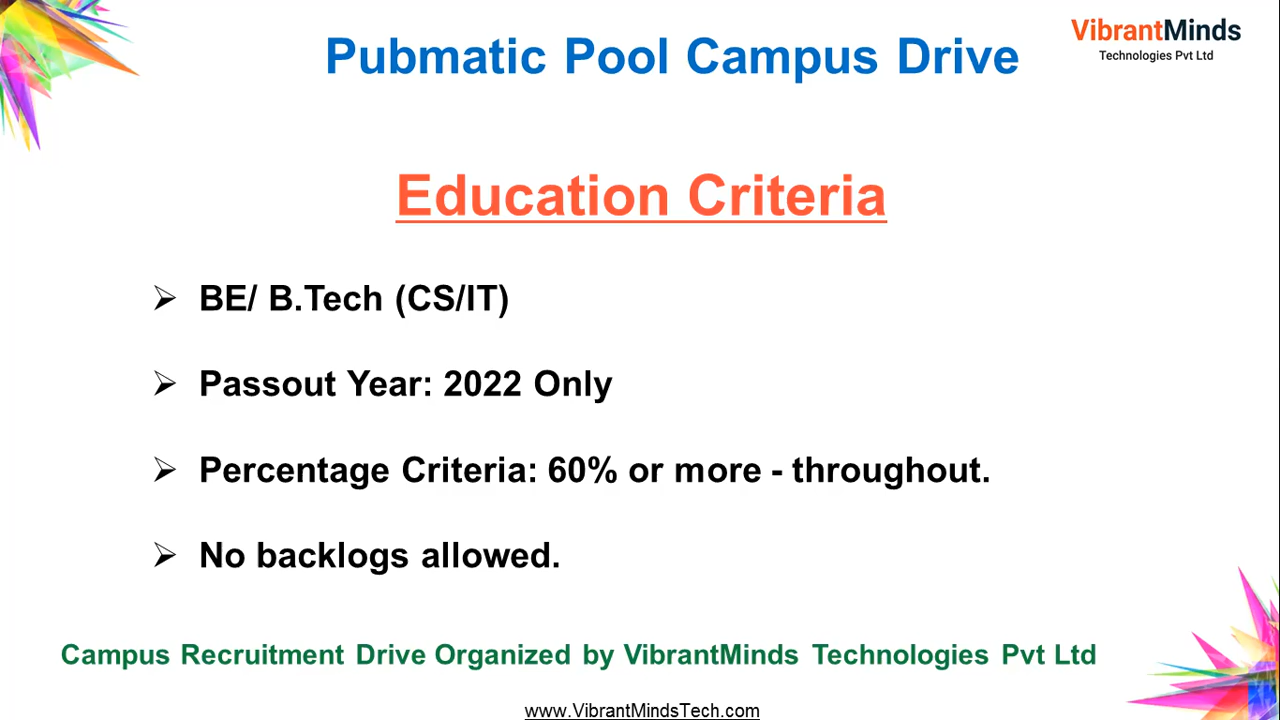 Pubmatic Pool Campus Drive
VibrantMinds
Technologies Pvt Ltd
Education Criteria
➢ BE/ B.Tech (CS/IT)
➢ Passout Year: 2022 Only
➢ Percentage Criteria: 60% or more - throughout.
➢ No backlogs allowed.
Campus Recruitment Drive Organized by VibrantMinds Technologies Pvt Ltd
www.VibrantMindsTech.com